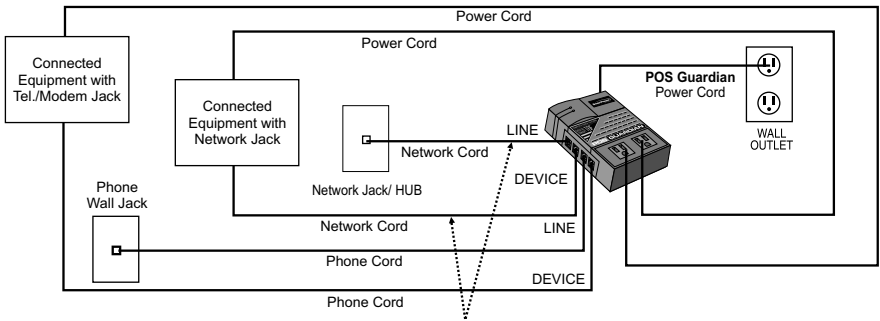 Power Cord
Power Cord
Connected
Equipment with
Tel./Modem Jack
POS Guardian
Power Cord
Connected
Equipment with
Network Jack
LINE
WALL
OUTLET
Network Cord
DEVICE
Phone
Wall Jack
Network Jack/ HUB
Network Cord
LINE
Phone Cord
DEVICE
Phone Cord